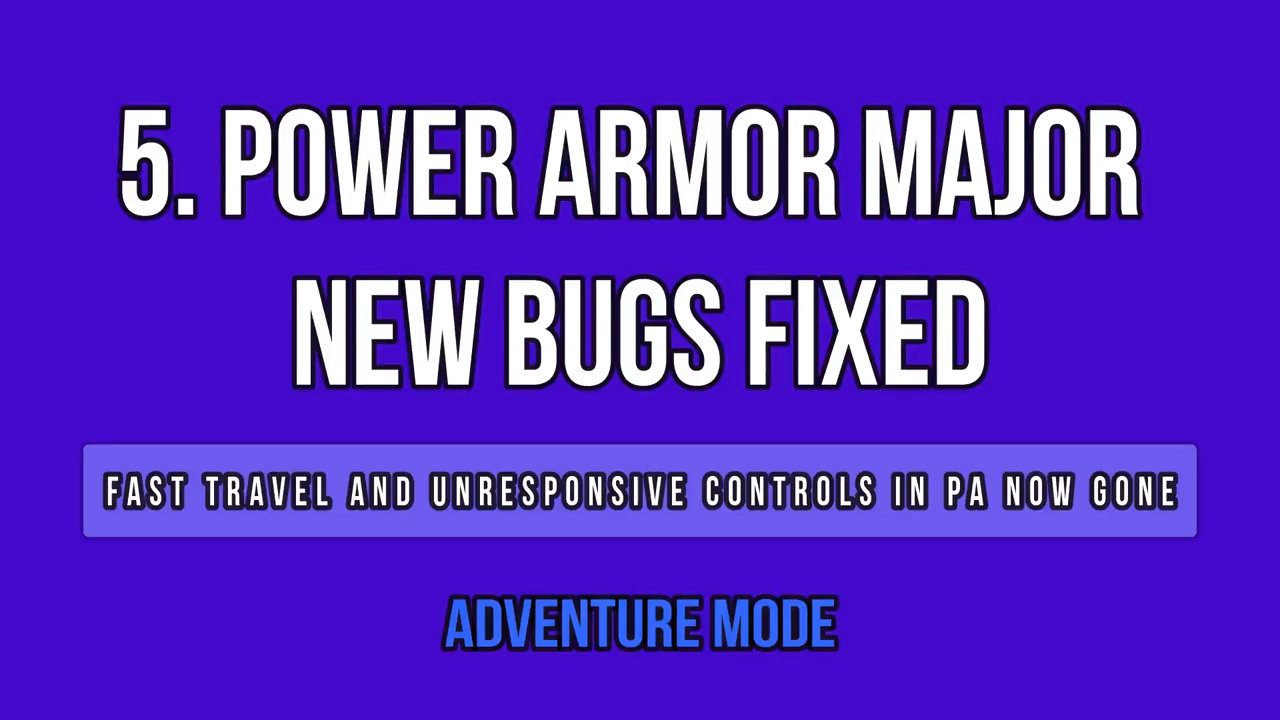 5. POWER ARMOR MAJOR
NEW BUGS FIXED
FAST TRAVEL AND UNRESPONSIVE CONTROLS IN PA NOW GONE
ADVENTURE MODE